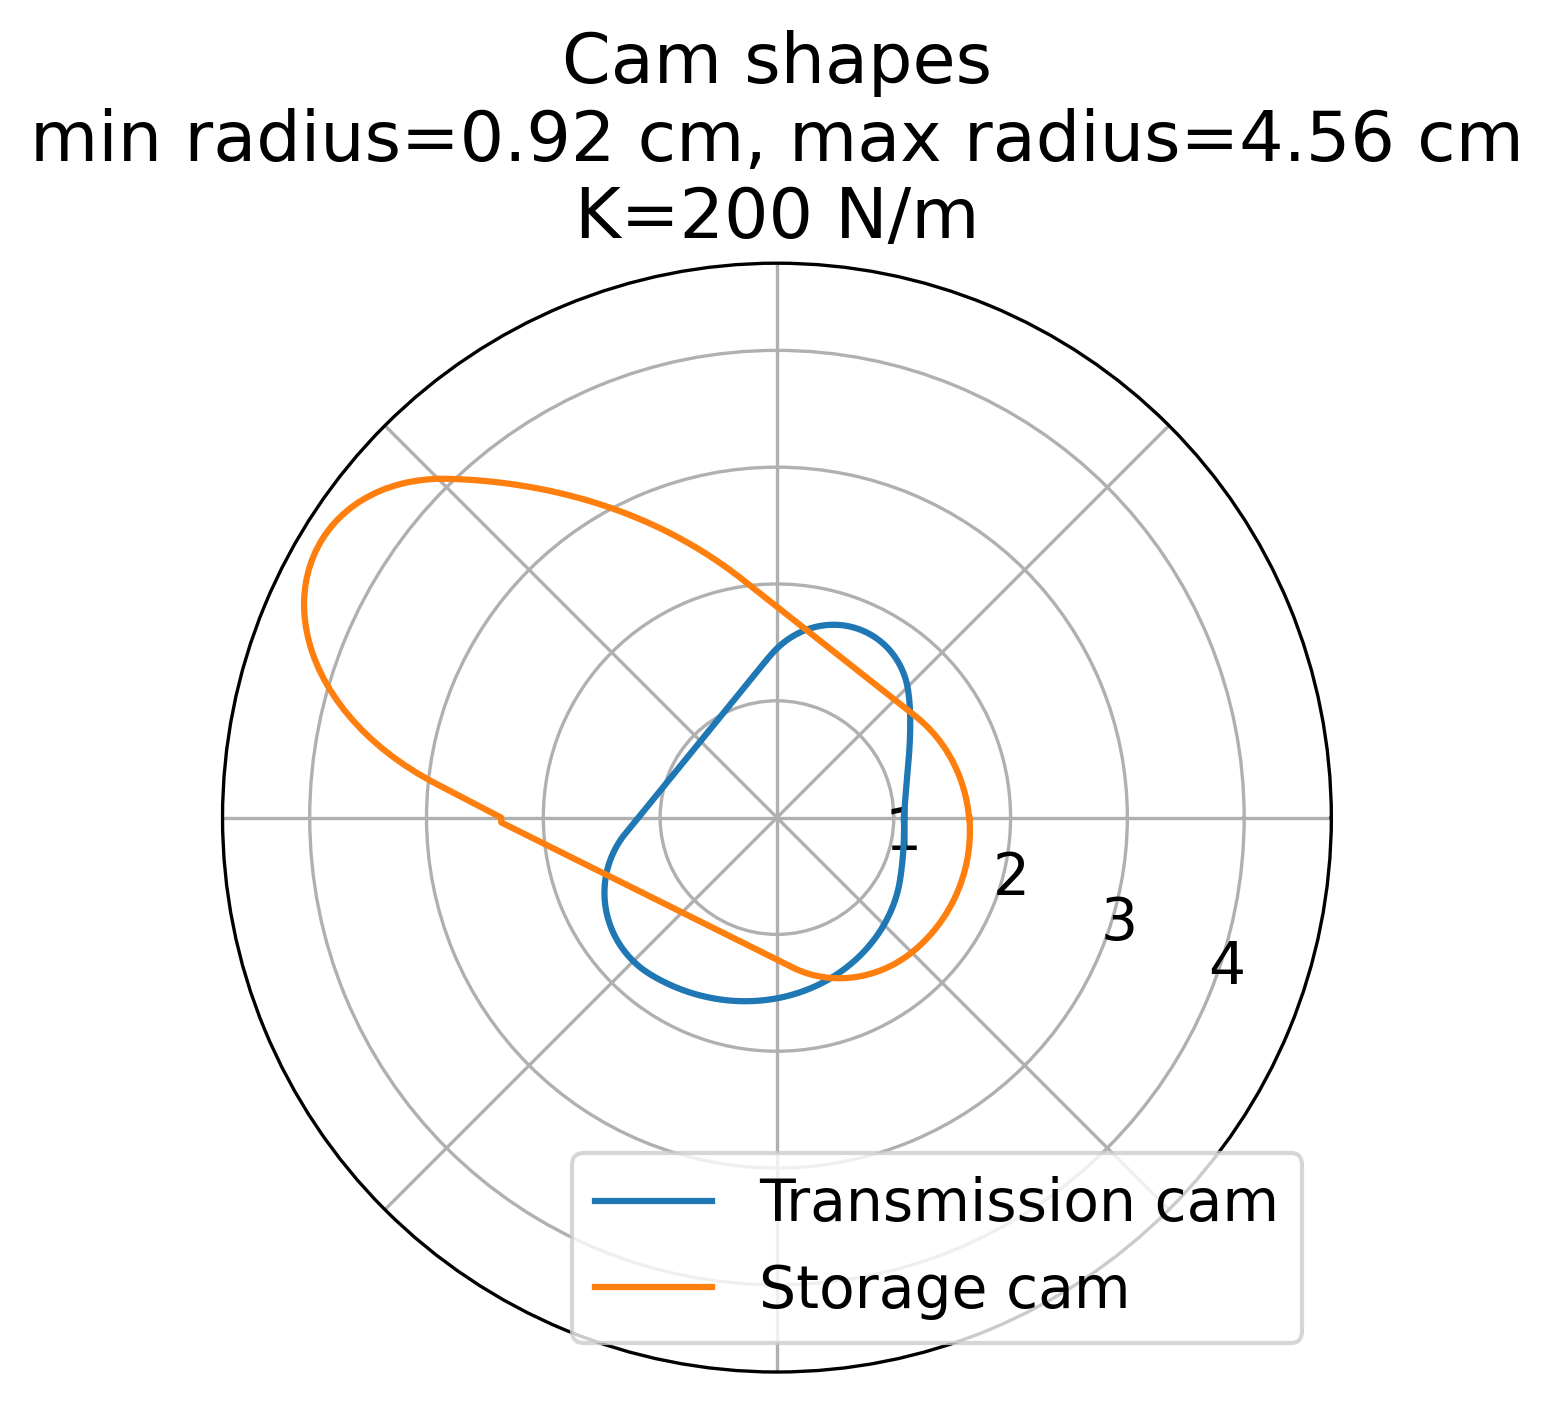 Cam shapes
min radius=0.92 cm, max radius=4.56 cm
K=200 N/m
1
2
3
4
Transmission cam
Storage cam